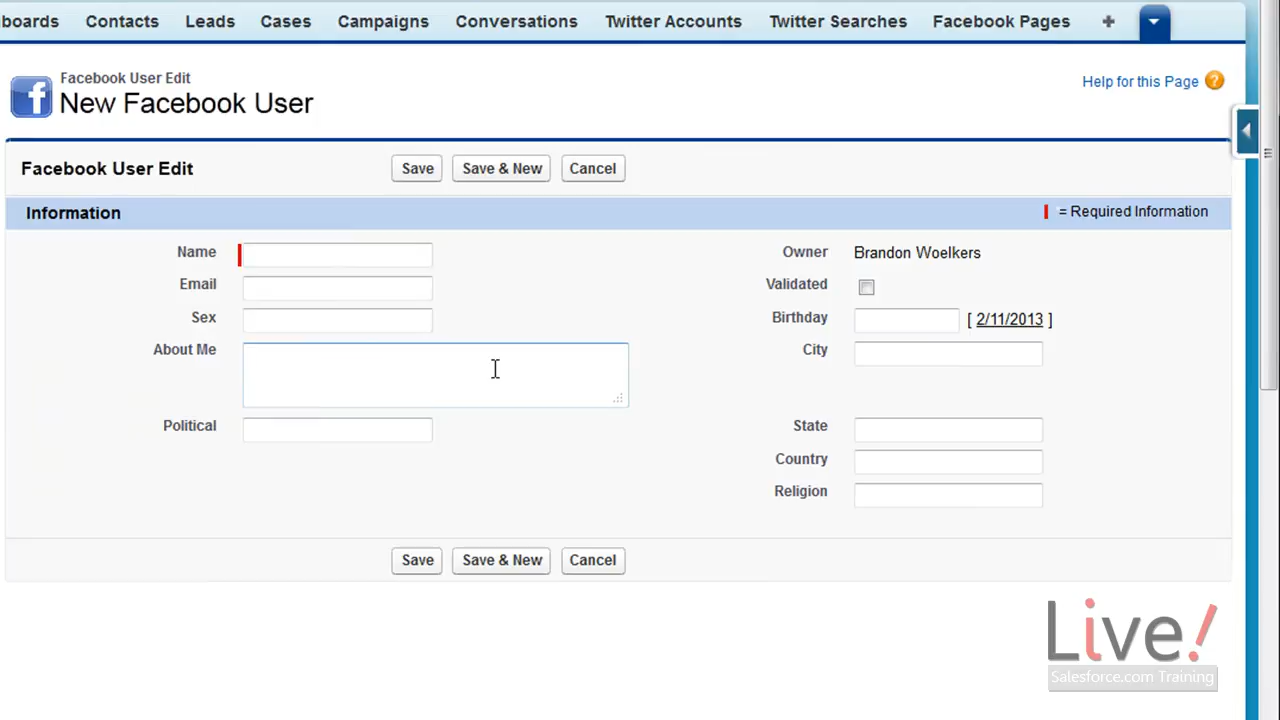 boards Contacts Leads Cases Campaigns Conversations Twitter Accounts Twitter Searches Facebook Pages +
Facebook User Edit
New Facebook User
Help for this Page ?
Facebook User Edit Save Save & New Cancel
Information = Required Information
Name Owner Brandon Woelkers
Email Validated
Sex Birthday [ 2/11/2013 ]
About Me City
Political State
Country
Religion
Save Save & New Cancel
Live!
Salesforce.com Training